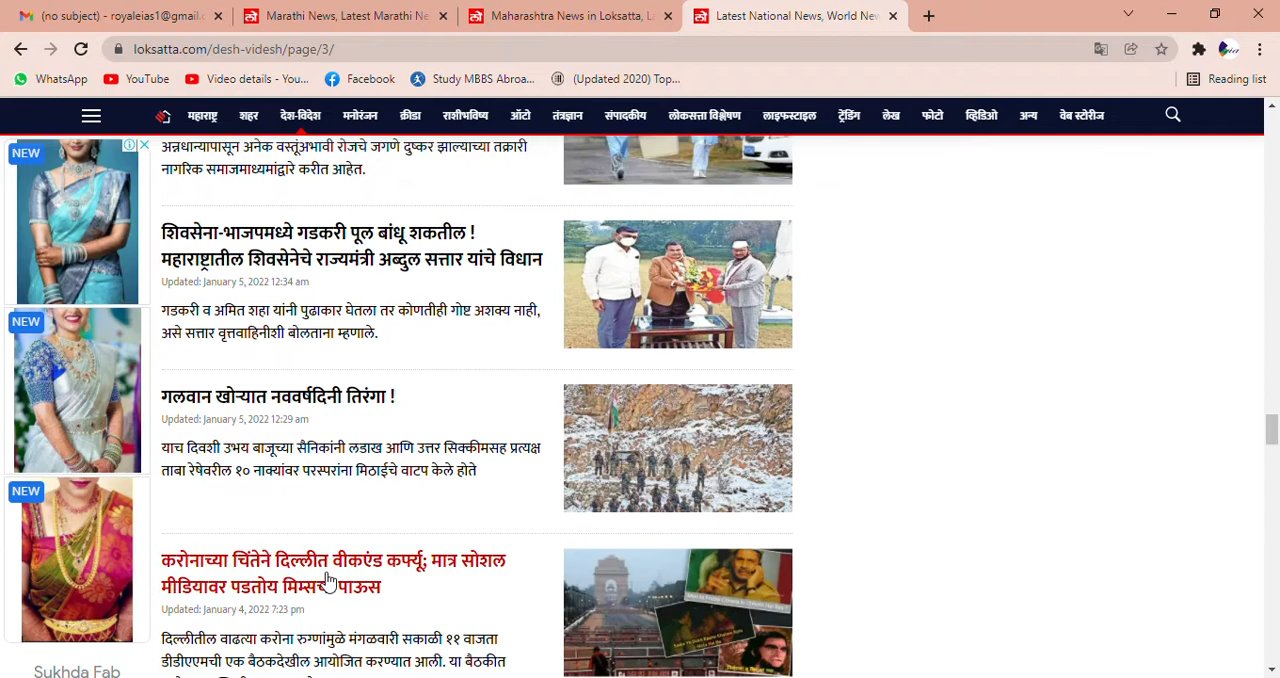 (no subject) - royaleias1@gmail.c
Marathi News, Latest Marathi Ne
Maharashtra News in Loksatta, La
Latest National News, World New
loksatta.com/desh-videsh/page/3/
WhatsApp
YouTube
Video details - You...
Facebook
Study MBBS Abroa...
(Updated 2020) Top...
Reading list
महाराष्ट्र शहर देश-विदेश मनोरंजन क्रीडा राशीभविष्य ऑटो तंत्रज्ञान संपादकीय लोकसत्ता विश्लेषण लाइफस्टाइल ट्रेंडिंग लेख फोटो व्हिडिओ अन्य वेब स्टोरीज
NEW
NEW
NEW
Sukhda Fab
अन्नधान्यापासून अनेक वस्तूंअभावी रोजचे जगणे दुष्कर झाल्याच्या तक्रारी
नागरिक समाजमाध्यमांद्वारे करीत आहेत.
शिवसेना-भाजपमध्ये गडकरी पूल बांधू शकतील !
महाराष्ट्रातील शिवसेनेचे राज्यमंत्री अब्दुल सत्तार यांचे विधान
Updated: January 5, 2022 12:34 am
गडकरी व अमित शहा यांनी पुढाकार घेतला तर कोणतीही गोष्ट अशक्य नाही,
असे सत्तार वृत्तवाहिनीशी बोलताना म्हणाले.
गलवान खोऱ्यात नववर्षदिनी तिरंगा !
Updated: January 5, 2022 12:29 am
याच दिवशी उभय बाजूच्या सैनिकांनी लडाख आणि उत्तर सिक्कीमसह प्रत्यक्ष
ताबा रेषेवरील १० नाक्यांवर परस्परांना मिठाईचे वाटप केले होते
करोनाच्या चिंतेने दिल्लीत वीकएंड कर्फ्यू; मात्र सोशल
मीडियावर पडतोय मिम्सचा पाऊस
Updated: January 4, 2022 7:23 pm
दिल्लीतील वाढत्या करोना रुग्णांमुळे मंगळवारी सकाळी ११ वाजता
डीडीएएमची एक बैठकदेखील आयोजित करण्यात आली. या बैठकीत